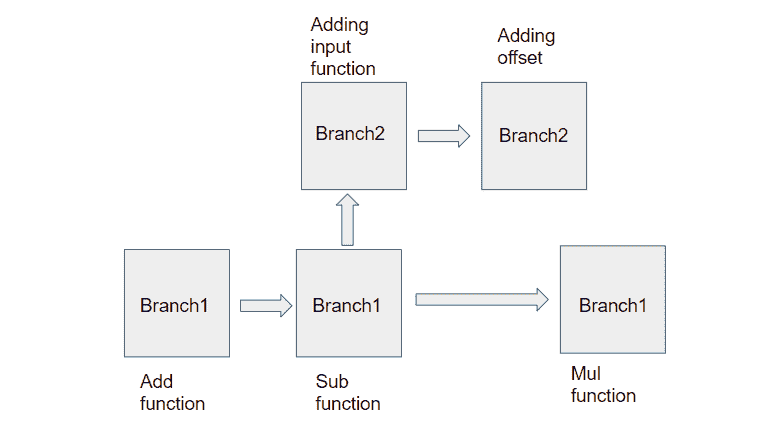 Adding
input
function
Adding
offset
Branch2
Branch2
Branch1
Branch1
Branch1
Add
function
Sub
function
Mul
function